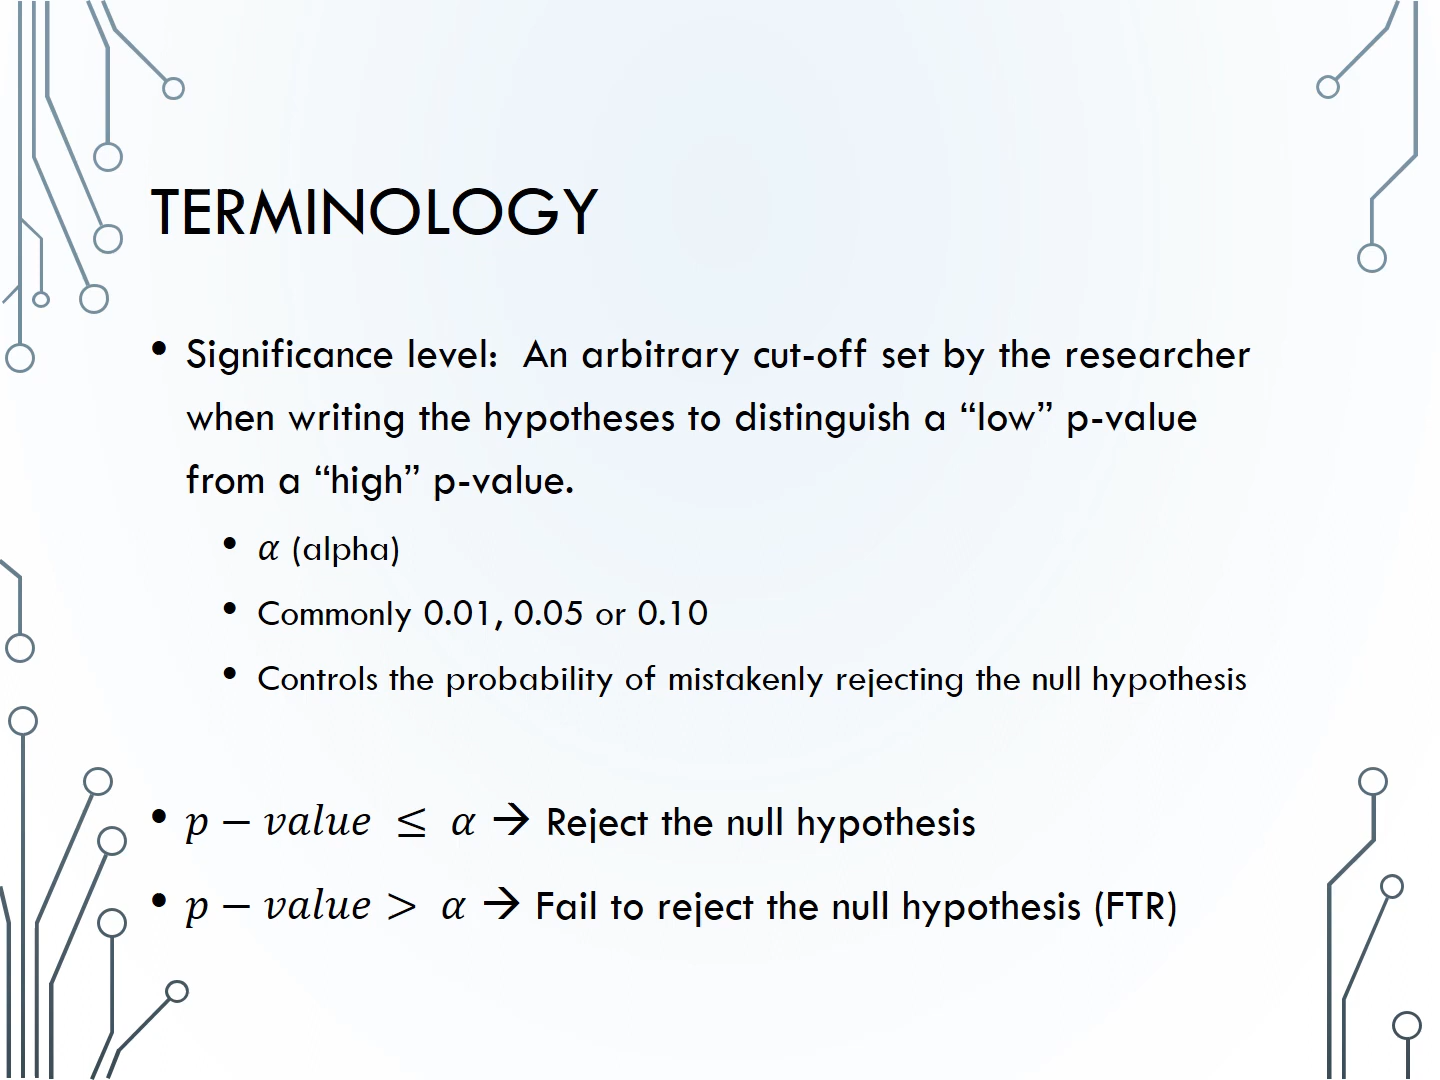 TERMINOLOGY
• Significance level:  An arbitrary cut-off set by the researcher
when writing the hypotheses to distinguish a “low” p-value
from a “high” p-value.
• α (alpha)
• Commonly 0.01, 0.05 or 0.10
• Controls the probability of mistakenly rejecting the null hypothesis
• p − value ≤ α → Reject the null hypothesis
• p − value > α → Fail to reject the null hypothesis (FTR)